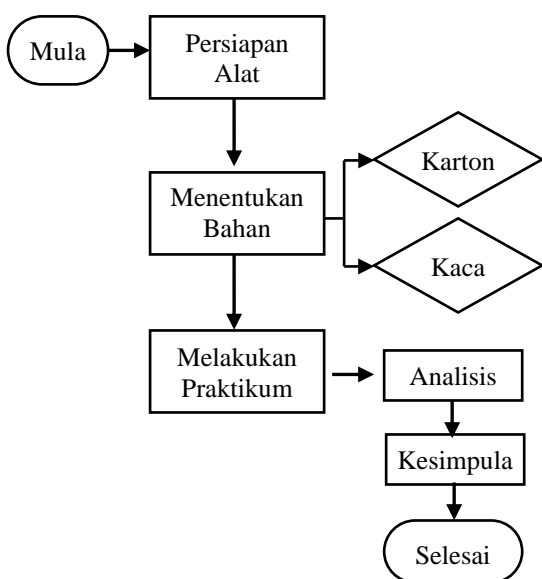 Mula
Persiapan
Alat
Karton
Menentukan
Bahan
Kaca
Melakukan
Praktikum
Analisis
Kesimpula
Selesai